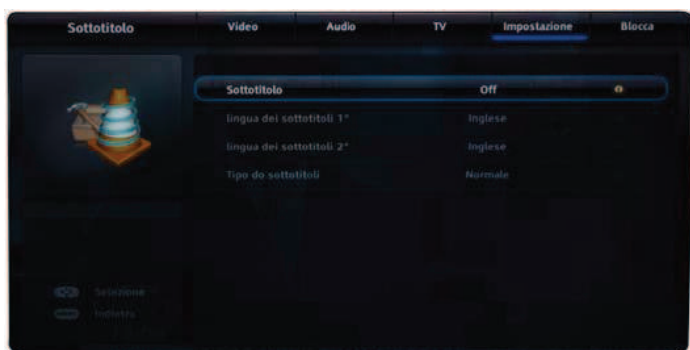 Sottotitolo Video Audio TV Impostazione Blocca
Sottotitolo Off
lingua dei sottotitoli 1° Inglese
lingua dei sottotitoli 2° Inglese
Tipo do sottotitoli Normale
Selezione
Indietro